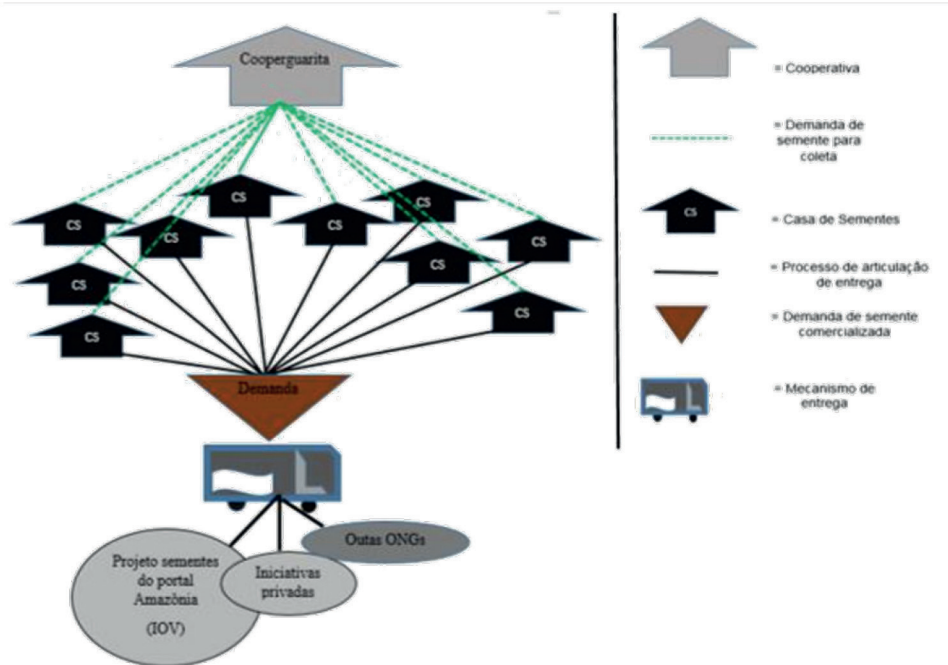 Cooperguarita
CS
CS
CS
CS
CS
CS
CS
CS
CS
CS
Demanda
Outas ONGs
Projeto sementes
do portal
Amazônia
(IOV)
Iniciativas
privadas
= Cooperativa
= Demanda de
semente para
coleta
CS
= Casa de Sementes
= Processo de articulação
de entrega
= Demanda de semente
comercializada
= Mecanismo de
entrega